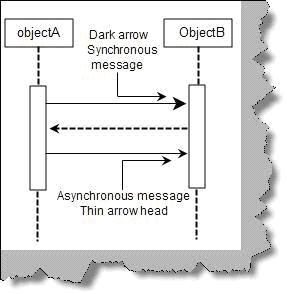 objectA
ObjectB
Dark arrow
Synchronous
message
Asynchronous message
Thin arrow head